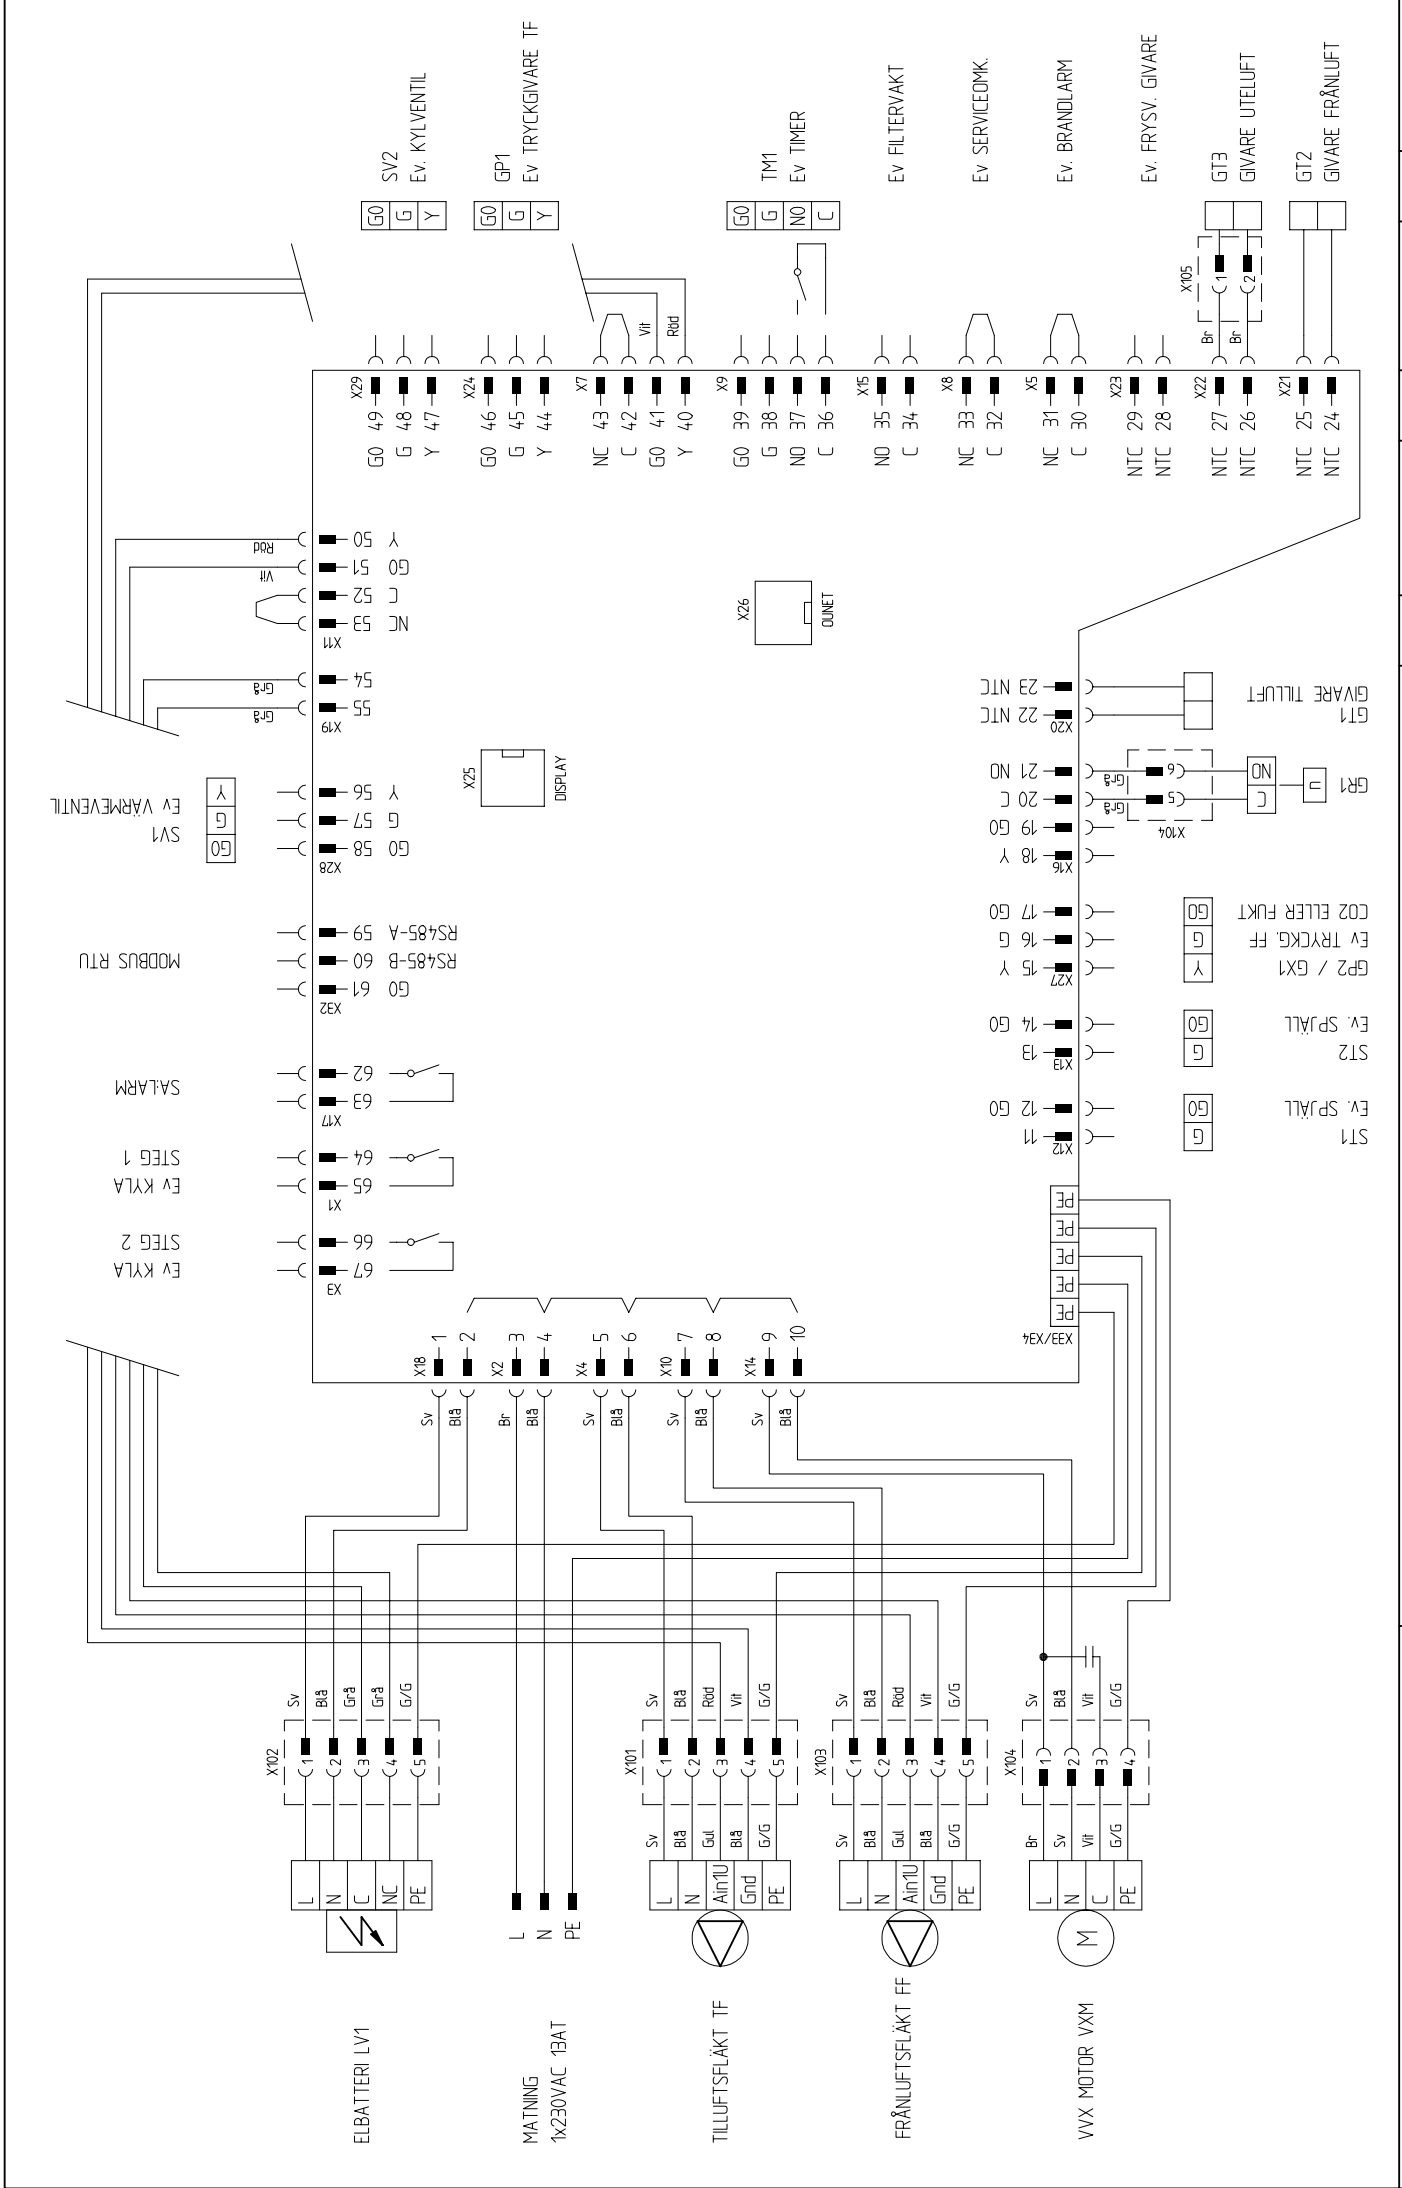 SV2
Ev. KYLVENTIL
G0
G
Y
GP1
Ev TRYCKGIVARE TF
G0
G
Y
TM1
Ev TIMER
G0
G
NO
C
Ev FILTERVAKT
Ev SERVICEOMK.
Ev. BRANDLARM
Ev. FRYSV. GIVARE
GT3
GIVARE UTELUFT
GT2
GIVARE FRÅNLUFT
X105
1
2
Br
Br
Vit
Röd
X29
G0 49
G 48
Y 47
X24
G0 46
G 45
Y 44
X7
NC 43
C 42
G0 41
Y 40
X9
G0 39
G 38
NO 37
C 36
X15
NO 35
C 34
X8
NC 33
C 32
X5
NC 31
C 30
X23
NTC 29
NTC 28
X22
NTC 27
NTC 26
X21
NTC 25
NTC 24
Röd
Vit
50 Y
51 G0
52 C
53 NC
X11
Grå
Grå
54
55
X19
SV1
Ev VÄRMEVENTIL
G0
G
Y
56 Y
57 G
58 G0
X28
MODBUS RTU
59 RS485-A
60 RS485-B
61 G0
X32
SA:LARM
62
63
X17
Ev KYLA
STEG 1
64
65
X1
Ev KYLA
STEG 2
66
67
X3
X25
DISPLAY
X26
OUNET
23 NTC
22 NTC
X20
GT1
GIVARE TILLUFT
21 NO
20 C
19 G0
18 Y
X16
Grå
Grå
6
5
X104
NO
C
n
GR1
17 G0
16 G
15 Y
X27
G0
G
Y
GP2 / GX1
Ev TRYCKG. FF
CO2 ELLER FUKT
14 G0
13
X13
G0
G
ST2
Ev. SPJÄLL
12 G0
11
X12
G0
G
ST1
Ev. SPJÄLL
PE
PE
PE
PE
PE
X33/X34
X18
1
2
X2
3
4
X4
5
6
X10
7
8
X14
9
10
Sv
Blå
Br
Blå
Sv
Blå
Sv
Blå
Sv
Blå
X102
Sv
Blå
Grå
Grå
G/G
1
2
3
4
5
L
N
C
NC
PE
ELBATTERI LV1
L
N
PE
MATNING
1x230VAC 13AT
X101
Sv
Blå
Röd
Vit
G/G
1
2
3
4
5
Sv
Blå
Gul
Blå
G/G
L
N
Ain1U
Gnd
PE
TILLUFTSFLÄKT TF
X103
Sv
Blå
Röd
Vit
G/G
1
2
3
4
5
Sv
Blå
Gul
Blå
G/G
L
N
Ain1U
Gnd
PE
FRÅNLUFTSFLÄKT FF
X104
Sv
Blå
Vit
G/G
1
2
3
4
Br
Sv
Vit
G/G
L
N
C
PE
M
VVX MOTOR VXM